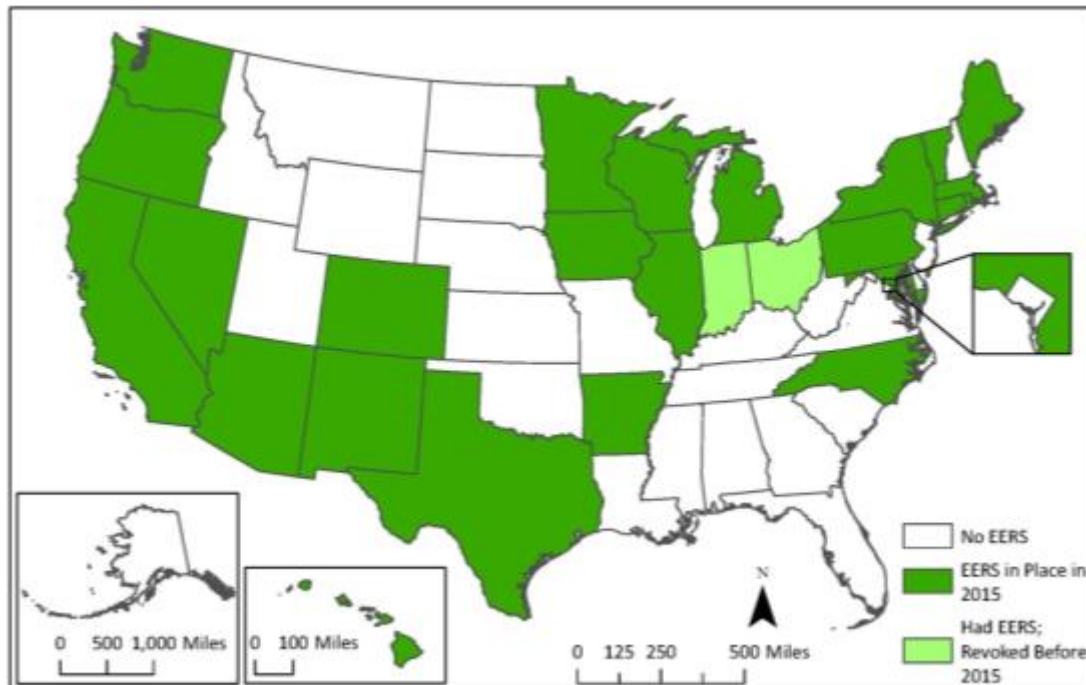 No EERS
EERS in Place in
2015
Had EERS;
Revoked Before
2015
N
0 500 1,000 Miles
0 100 Miles
0 125 250 500 Miles